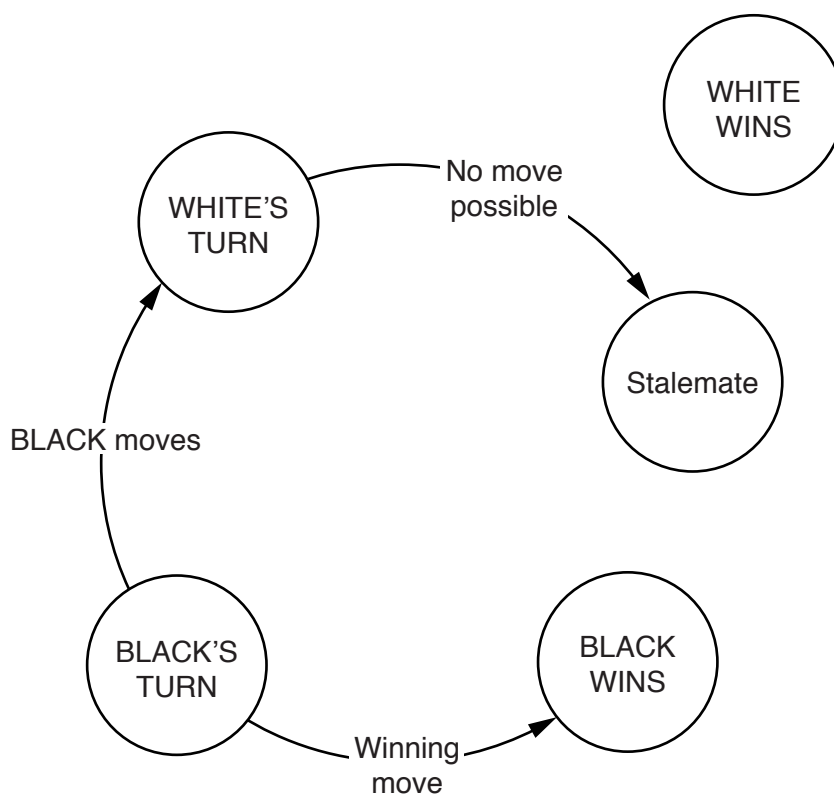 WHITE
WINS
No move
possible
WHITE’S
TURN
Stalemate
BLACK moves
BLACK’S
TURN
BLACK
WINS
Winning
move